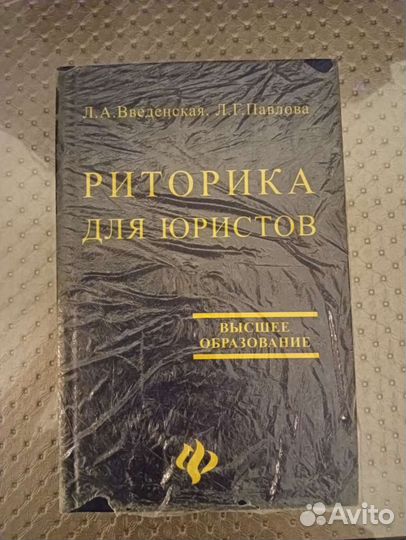 Л.А.Введенская. Л.Г.Павлова
РИТОРИКА
ДЛЯ ЮРИСТОВ
ВЫСШЕЕ
ОБРАЗОВАНИЕ
Avito